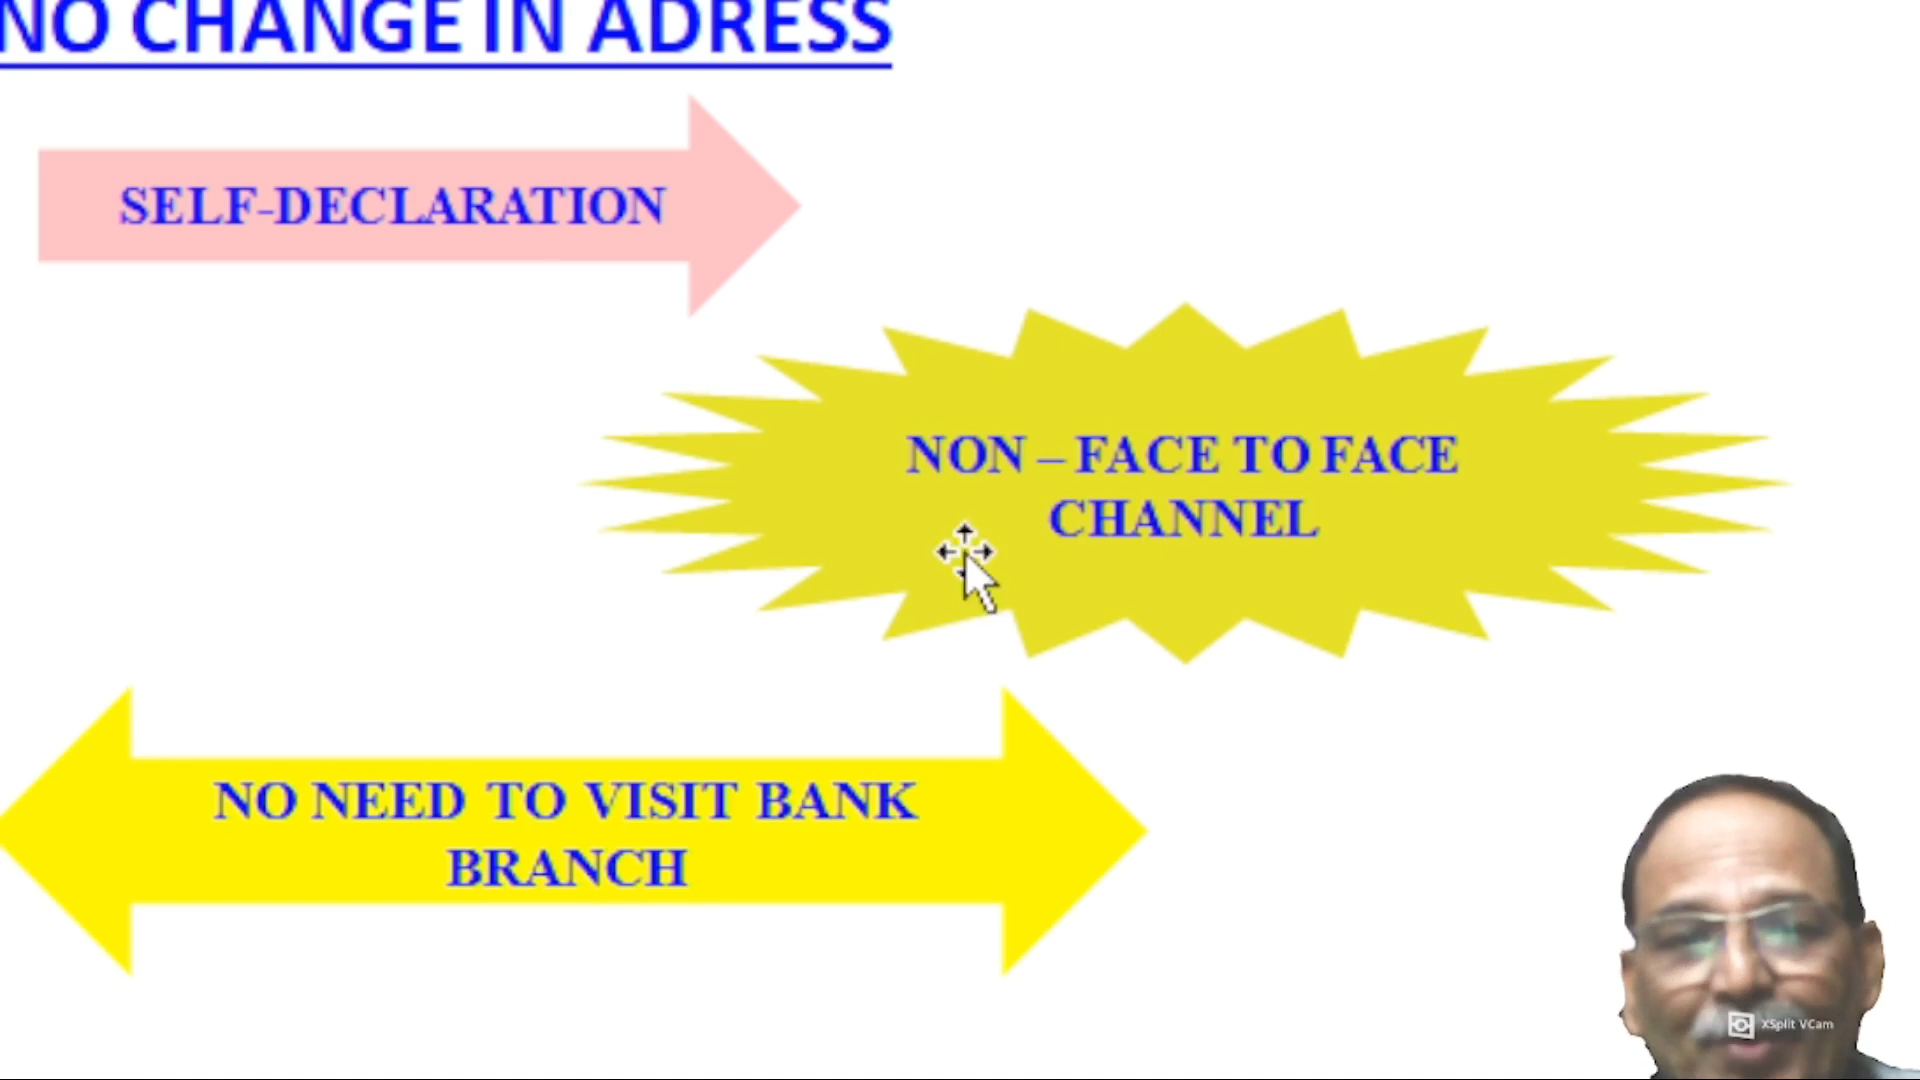 NO CHANGE IN ADRESS
SELF-DECLARATION
NON – FACE TO FACE
CHANNEL
NO NEED TO VISIT BANK
BRANCH
XSplit VCam